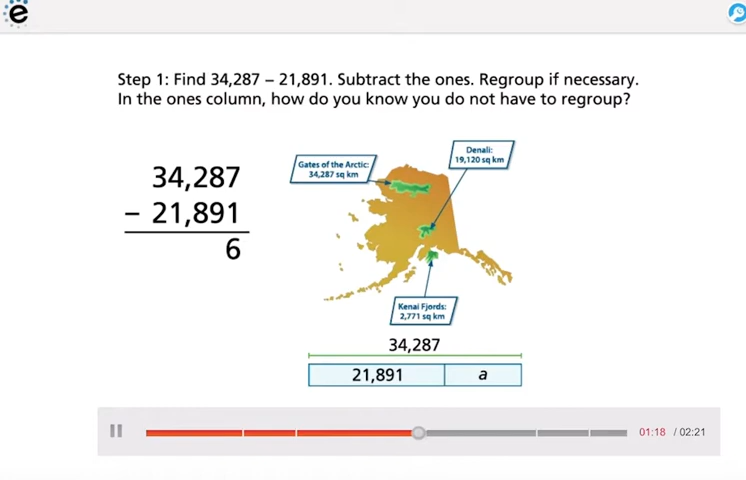 e
Step 1: Find 34,287 – 21,891. Subtract the ones. Regroup if necessary.
In the ones column, how do you know you do not have to regroup?
34,287
– 21,891
6
Gates of the Arctic:
34,287 sq km
Denali:
19,120 sq km
Kenai Fjords:
2,771 sq km
34,287
21,891 a
01:18 / 02:21